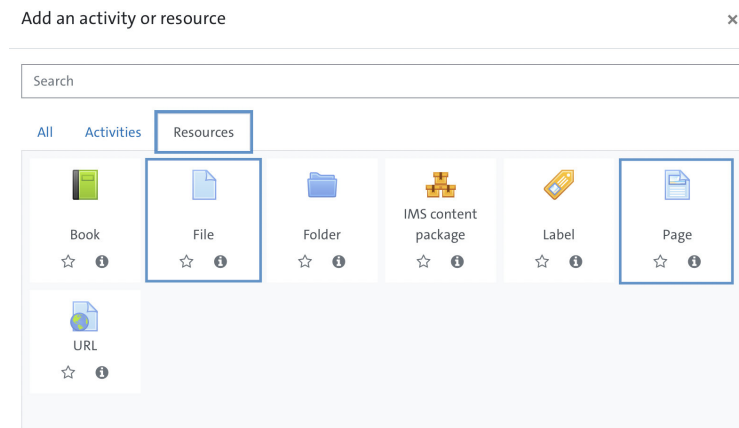 Add an activity or resource
×
Search
All Activities Resources
Book File Folder IMS content package Label Page
URL